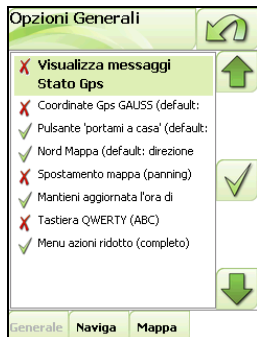 Opzioni Generali
Visualizza messaggi
Stato Gps
Coordinate Gps GAUSS (default:
Pulsante 'portami a casa' (default:
Nord Mappa (default: direzione
Spostamento mappa (panning)
Mantieni aggiornata l'ora di
Tastiera QWERTY (ABC)
Menu azioni ridotto (completo)
Generale Naviga Mappa